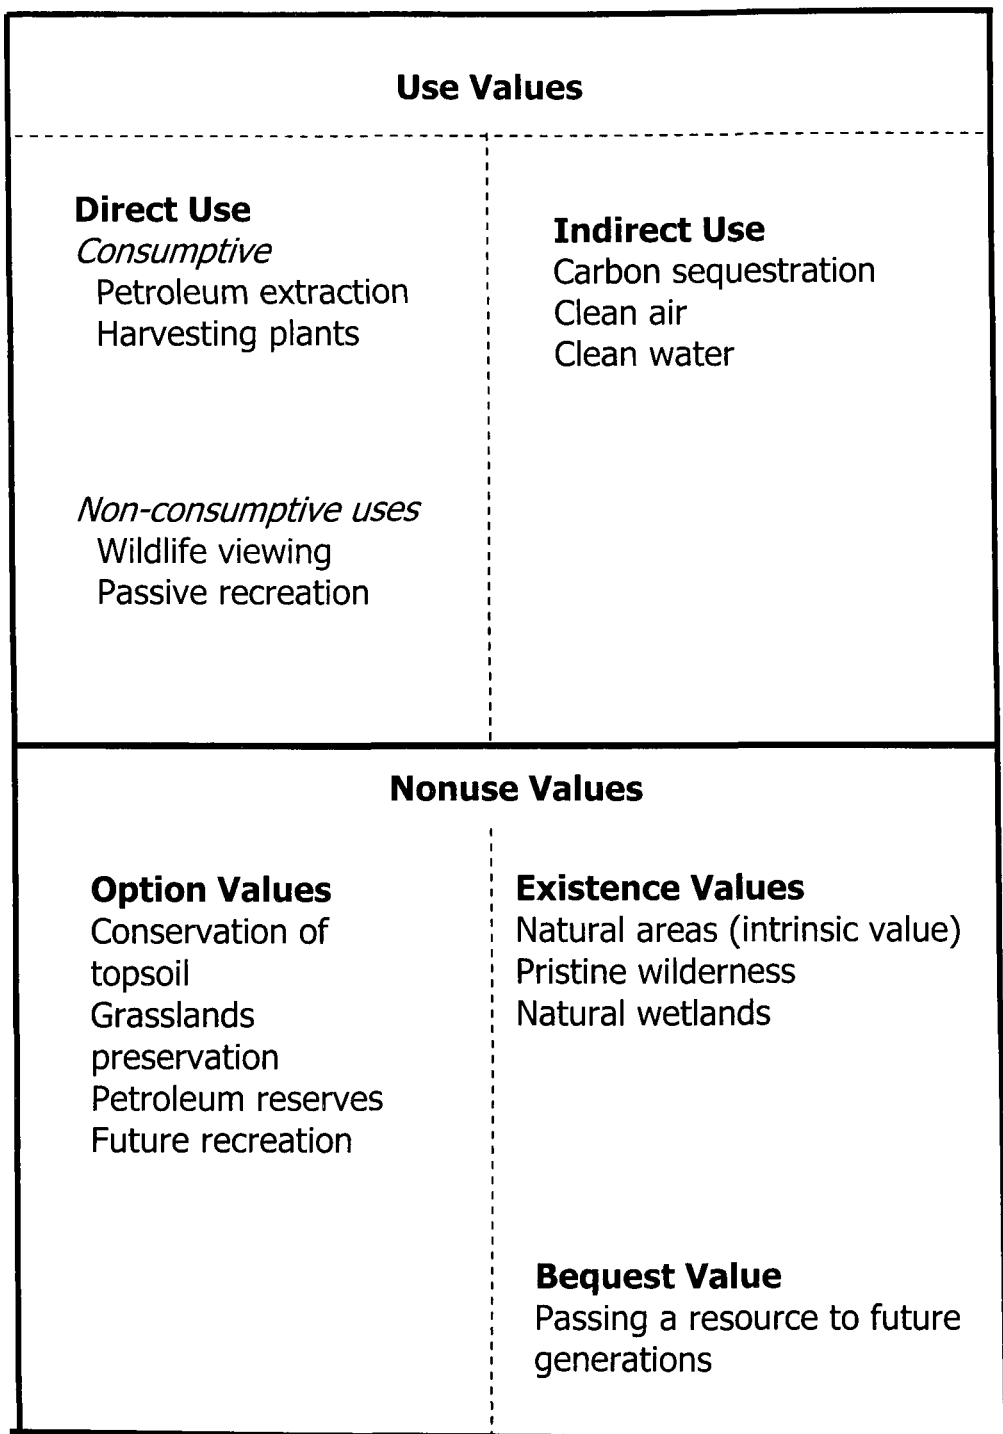 Use Values
Direct Use
Consumptive
Petroleum extraction
Harvesting plants
Non-consumptive uses
Wildlife viewing
Passive recreation
Indirect Use
Carbon sequestration
Clean air
Clean water
Nonuse Values
Option Values
Conservation of
topsoil
Grasslands
preservation
Petroleum reserves
Future recreation
Existence Values
Natural areas (intrinsic value)
Pristine wilderness
Natural wetlands
Bequest Value
Passing a resource to future
generations